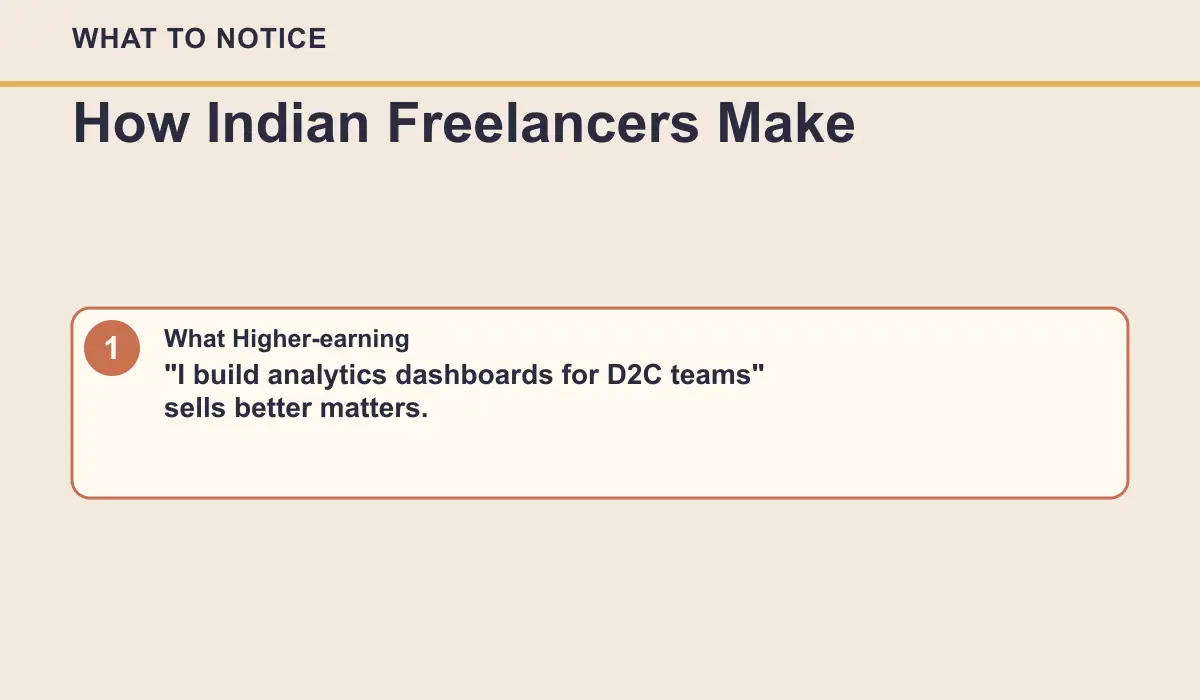 WHAT TO NOTICE
How Indian Freelancers Make
1
What Higher-earning
"I build analytics dashboards for D2C teams"
sells better matters.